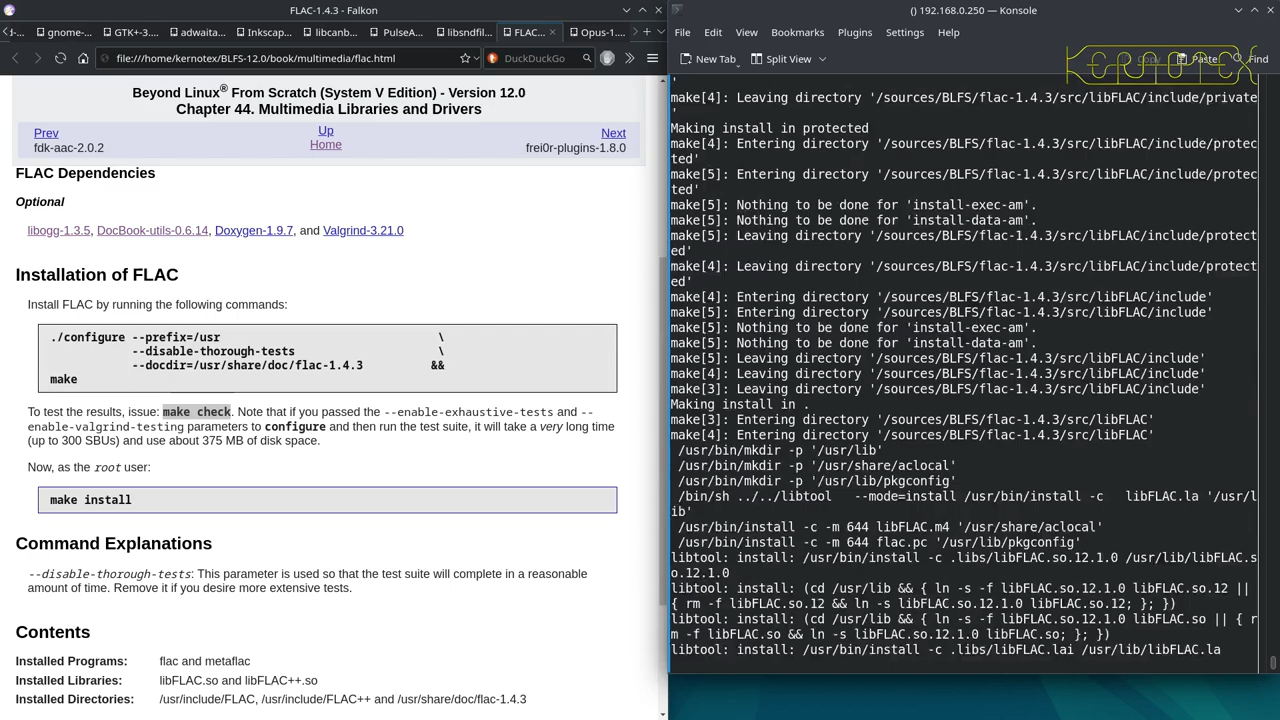 FLAC-1.4.3 - Falkon
d-...
gnome-...
GTK+-3....
adwaita...
Inkscap...
libcanb...
PulseA...
libsndfil...
FLAC...
Opus-1....
file:///home/kernotex/BLFS-12.0/book/multimedia/flac.html
DuckDuckGo
Beyond Linux® From Scratch (System V Edition) - Version 12.0
Chapter 44. Multimedia Libraries and Drivers
Prev
Up
Next
fdk-aac-2.0.2
Home
frei0r-plugins-1.8.0
FLAC Dependencies
Optional
libogg-1.3.5, DocBook-utils-0.6.14, Doxygen-1.9.7, and Valgrind-3.21.0
Installation of FLAC
Install FLAC by running the following commands:
./configure --prefix=/usr \
--disable-thorough-tests \
--docdir=/usr/share/doc/flac-1.4.3 &&
make
To test the results, issue: make check. Note that if you passed the --enable-exhaustive-tests and --
enable-valgrind-testing parameters to configure and then run the test suite, it will take a very long time
(up to 300 SBUs) and use about 375 MB of disk space.
Now, as the root user:
make install
Command Explanations
--disable-thorough-tests: This parameter is used so that the test suite will complete in a reasonable
amount of time. Remove it if you desire more extensive tests.
Contents
Installed Programs: flac and metaflac
Installed Libraries: libFLAC.so and libFLAC++.so
Installed Directories: /usr/include/FLAC, /usr/include/FLAC++ and /usr/share/doc/flac-1.4.3
() 192.168.0.250 — Konsole
File Edit View Bookmarks Plugins Settings Help
New Tab Split View Copy Paste Find
KERNOTEX
'
make[4]: Leaving directory '/sources/BLFS/flac-1.4.3/src/libFLAC/include/private
'
Making install in protected
make[4]: Entering directory '/sources/BLFS/flac-1.4.3/src/libFLAC/include/protec
ted'
make[5]: Entering directory '/sources/BLFS/flac-1.4.3/src/libFLAC/include/protec
ted'
make[5]: Nothing to be done for 'install-exec-am'.
make[5]: Nothing to be done for 'install-data-am'.
make[5]: Leaving directory '/sources/BLFS/flac-1.4.3/src/libFLAC/include/protect
ed'
make[4]: Leaving directory '/sources/BLFS/flac-1.4.3/src/libFLAC/include/protect
ed'
make[4]: Entering directory '/sources/BLFS/flac-1.4.3/src/libFLAC/include'
make[5]: Entering directory '/sources/BLFS/flac-1.4.3/src/libFLAC/include'
make[5]: Nothing to be done for 'install-exec-am'.
make[5]: Nothing to be done for 'install-data-am'.
make[5]: Leaving directory '/sources/BLFS/flac-1.4.3/src/libFLAC/include'
make[4]: Leaving directory '/sources/BLFS/flac-1.4.3/src/libFLAC/include'
make[3]: Leaving directory '/sources/BLFS/flac-1.4.3/src/libFLAC/include'
Making install in .
make[3]: Entering directory '/sources/BLFS/flac-1.4.3/src/libFLAC'
make[4]: Entering directory '/sources/BLFS/flac-1.4.3/src/libFLAC'
/usr/bin/mkdir -p '/usr/lib'
/usr/bin/mkdir -p '/usr/share/aclocal'
/usr/bin/mkdir -p '/usr/lib/pkgconfig'
/bin/sh ../../libtool --mode=install /usr/bin/install -c libFLAC.la '/usr/l
ib'
/usr/bin/install -c -m 644 libFLAC.m4 '/usr/share/aclocal'
/usr/bin/install -c -m 644 flac.pc '/usr/lib/pkgconfig'
libtool: install: /usr/bin/install -c .libs/libFLAC.so.12.1.0 /usr/lib/libFLAC.s
o.12.1.0
libtool: install: (cd /usr/lib && { ln -s -f libFLAC.so.12.1.0 libFLAC.so.12 ||
{ rm -f libFLAC.so.12 && ln -s libFLAC.so.12.1.0 libFLAC.so.12; }; })
libtool: install: (cd /usr/lib && { ln -s -f libFLAC.so.12.1.0 libFLAC.so || { r
m -f libFLAC.so && ln -s libFLAC.so.12.1.0 libFLAC.so; }; })
libtool: install: /usr/bin/install -c .libs/libFLAC.lai /usr/lib/libFLAC.la